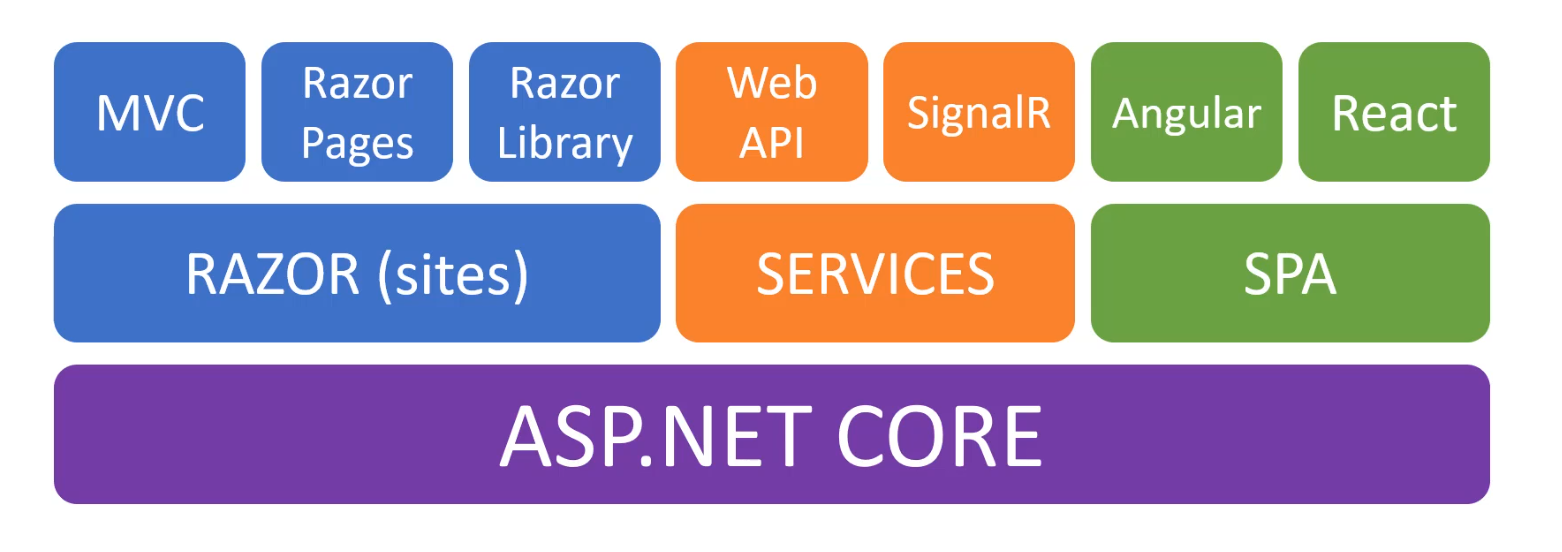 MVC
Razor
Pages
Razor
Library
Web
API
SignalR
Angular
React
RAZOR (sites)
SERVICES
SPA
ASP.NET CORE